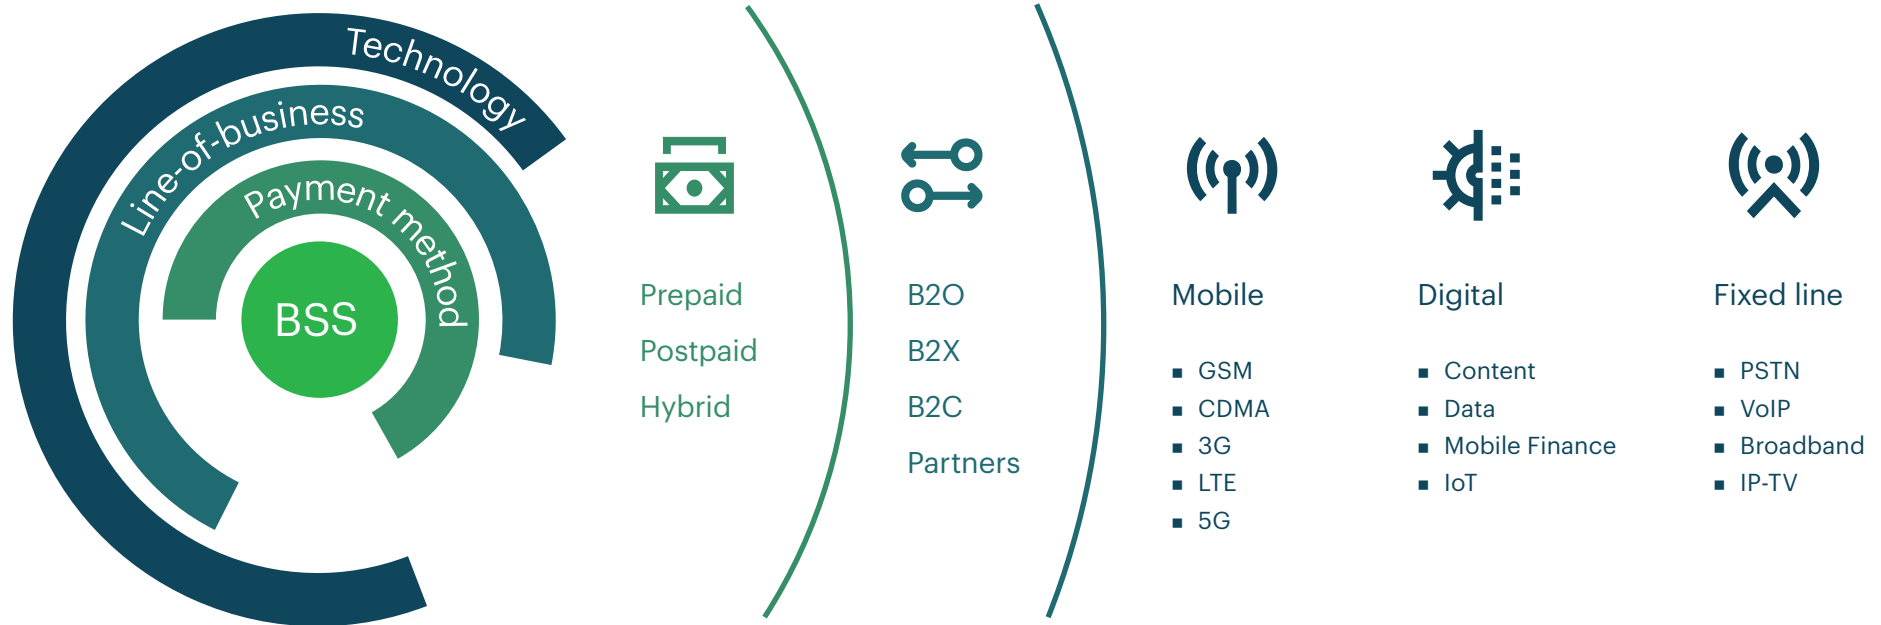 Technology
Line-of-business
Payment method
BSS
Prepaid
Postpaid
Hybrid
B2O
B2X
B2C
Partners
Mobile
GSM
CDMA
3G
LTE
5G
Digital
Content
Data
Mobile Finance
IoT
Fixed line
PSTN
VoIP
Broadband
IP-TV